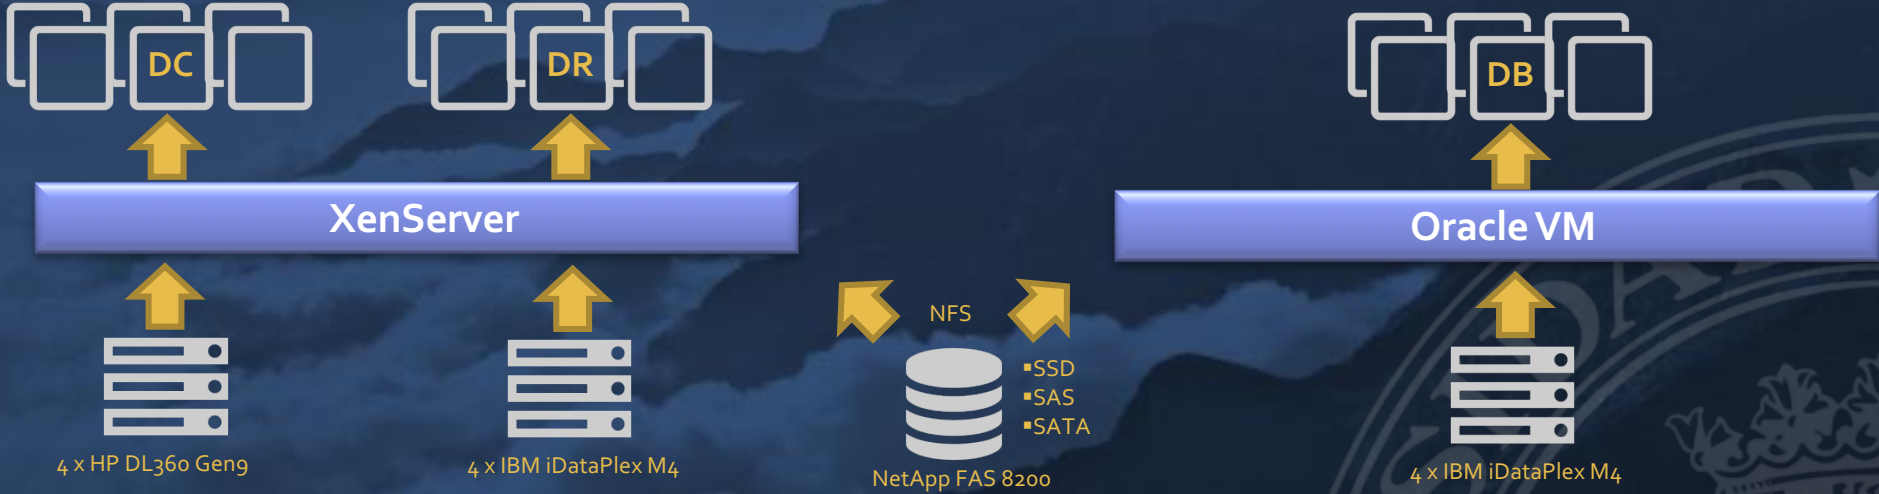 DC
DR
DB
XenServer
Oracle VM
NFS
▪SSD
▪SAS
▪SATA
4 x HP DL360 Gen9
4 x IBM iDataPlex M4
NetApp FAS 8200
4 x IBM iDataPlex M4